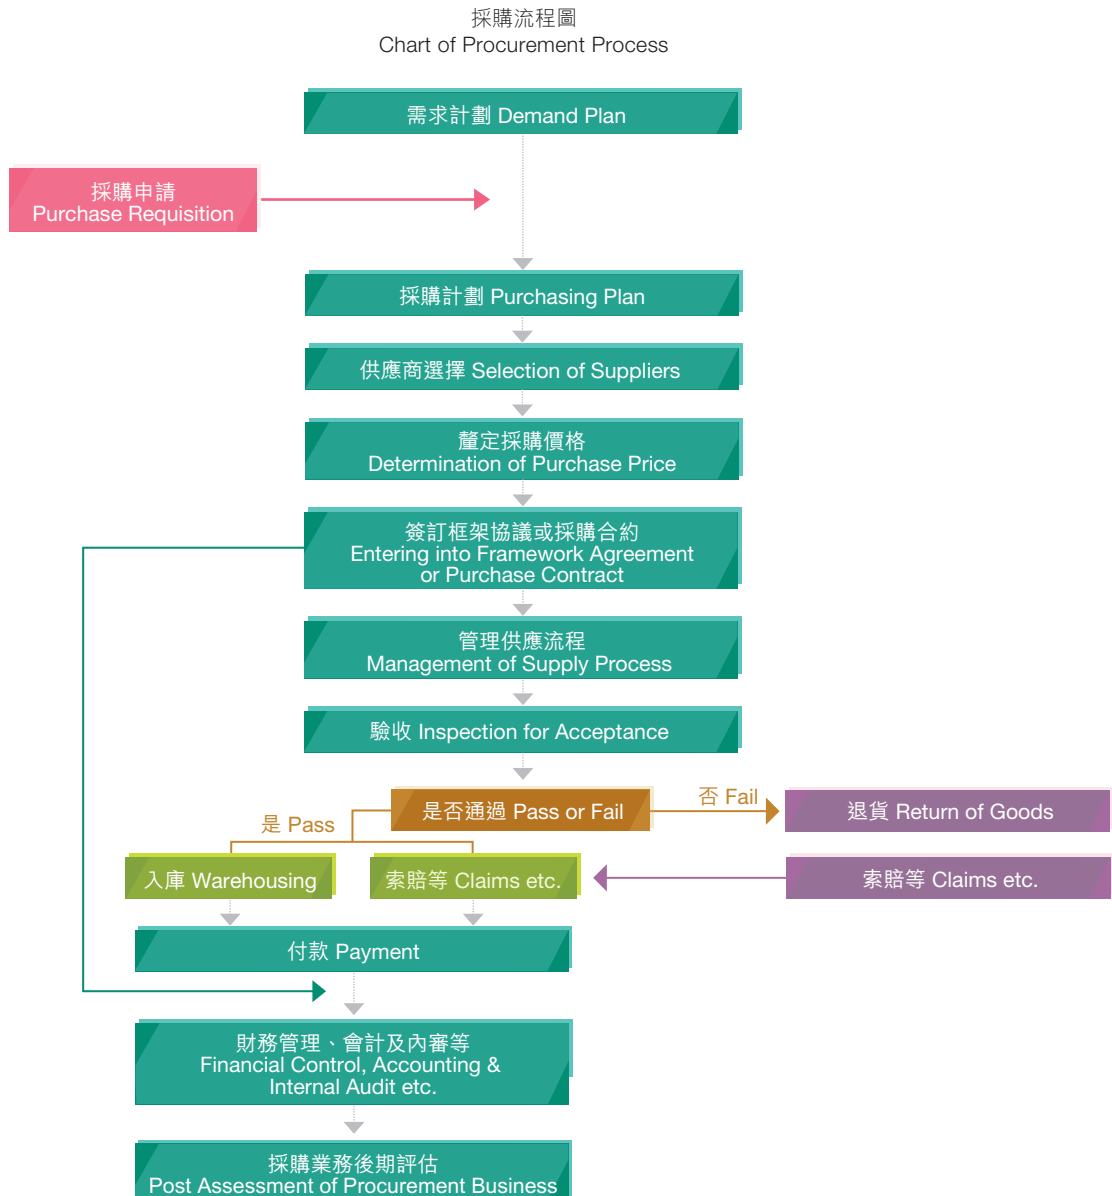 採購流程圖
Chart of Procurement Process
需求計劃 Demand Plan
採購申請
Purchase Requisition
採購計劃 Purchasing Plan
供應商選擇 Selection of Suppliers
釐定採購價格
Determination of Purchase Price
簽訂框架協議或採購合約
Entering into Framework Agreement
or Purchase Contract
管理供應流程
Management of Supply Process
驗收 Inspection for Acceptance
是否通過 Pass or Fail
否 Fail
退貨 Return of Goods
是 Pass
入庫 Warehousing
索賠等 Claims etc.
索賠等 Claims etc.
付款 Payment
財務管理、會計及內審等
Financial Control, Accounting &
Internal Audit etc.
採購業務後期評估
Post Assessment of Procurement Business